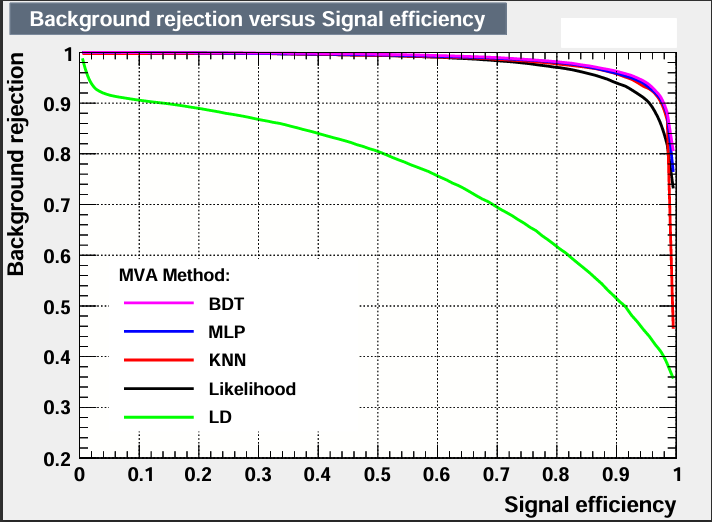 Background rejection versus Signal efficiency
Background rejection
1
0.9
0.8
0.7
0.6
0.5
0.4
0.3
0.2
MVA Method:
BDT
MLP
KNN
Likelihood
LD
0 0.1 0.2 0.3 0.4 0.5 0.6 0.7 0.8 0.9 1
Signal efficiency